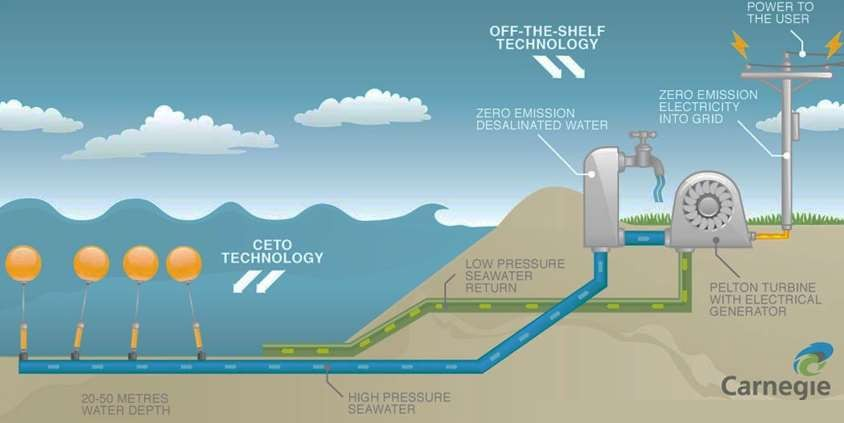 POWER TO
THE USER
OFF-THE-SHELF
TECHNOLOGY
ZERO EMISSION
ELECTRICITY
INTO GRID
ZERO EMISSION
DESALINATED WATER
CETO
TECHNOLOGY
LOW PRESSURE
SEAWATER
RETURN
PELTON TURBINE
WITH ELECTRICAL
GENERATOR
20-50 METRES
WATER DEPTH
HIGH PRESSURE
SEAWATER
Carnegie